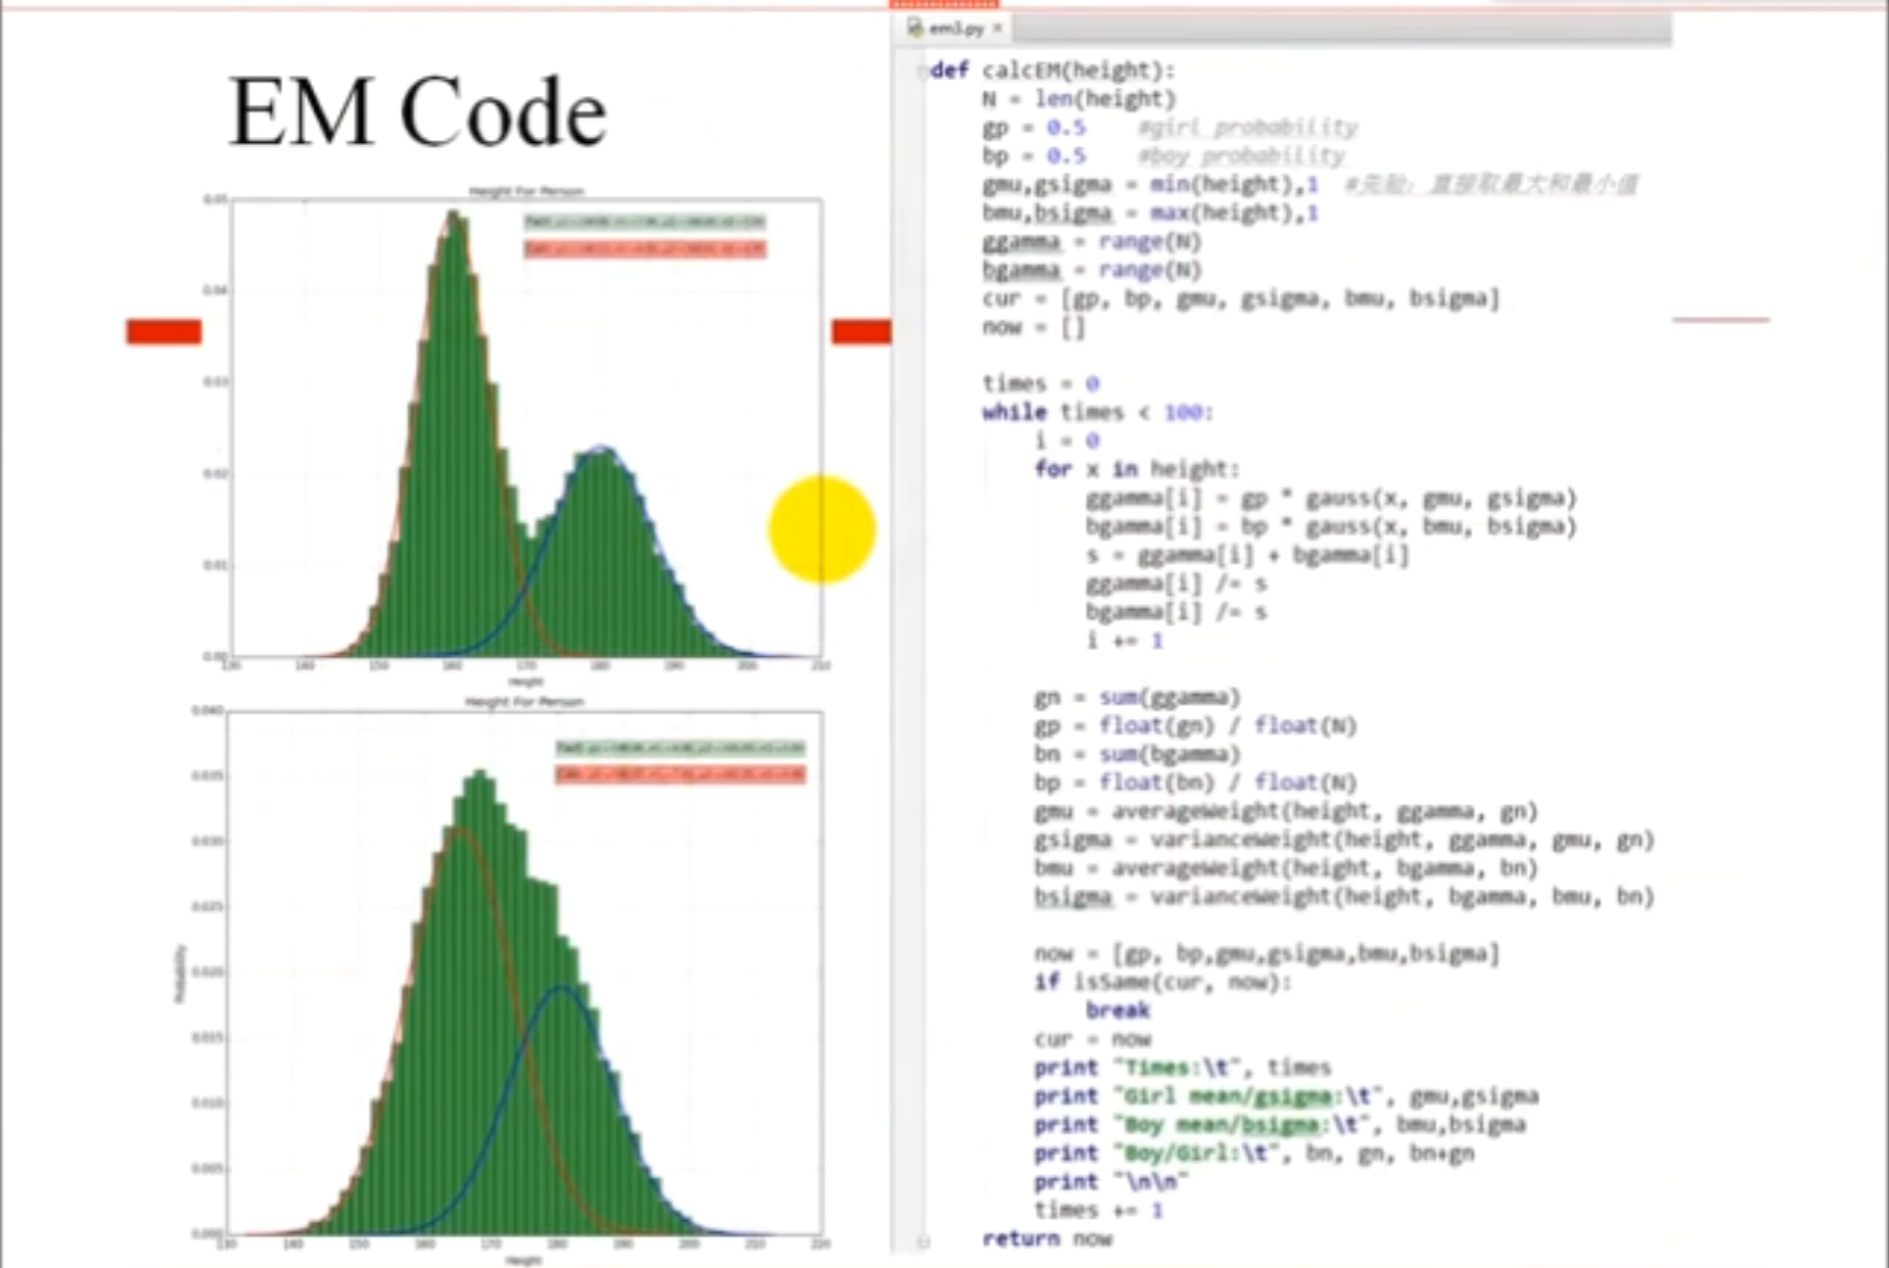 EM Code
Height For Person
0.05
0.04
0.03
0.02
0.01
0.00
130 140 150 160 170 180 190 200 210
Height
Height For Person
0.040
0.035
0.030
0.025
0.020
0.015
0.010
0.005
0.000
Probability
130 140 150 160 170 180 190 200 210 220
Height
em3.py
def calcEM(height):
N = len(height)
gp = 0.5 #girl probability
bp = 0.5 #boy probability
gmu,gsigma = min(height),1 #先验：直接取最大和最小值
bmu,bsigma = max(height),1
ggamma = range(N)
bgamma = range(N)
cur = [gp, bp, gmu, gsigma, bmu, bsigma]
now = []
times = 0
while times < 100:
i = 0
for x in height:
ggamma[i] = gp * gauss(x, gmu, gsigma)
bgamma[i] = bp * gauss(x, bmu, bsigma)
s = ggamma[i] + bgamma[i]
ggamma[i] /= s
bgamma[i] /= s
i += 1
gn = sum(ggamma)
gp = float(gn) / float(N)
bn = sum(bgamma)
bp = float(bn) / float(N)
gmu = averageWeight(height, ggamma, gn)
gsigma = varianceWeight(height, ggamma, gmu, gn)
bmu = averageWeight(height, bgamma, bn)
bsigma = varianceWeight(height, bgamma, bmu, bn)
now = [gp, bp,gmu,gsigma,bmu,bsigma]
if isSame(cur, now):
break
cur = now
print "Times:\t", times
print "Girl mean/gsigma:\t", gmu,gsigma
print "Boy mean/bsigma:\t", bmu,bsigma
print "Boy/Girl:\t", bn, gn, bn+gn
print "\n\n"
times += 1
return now